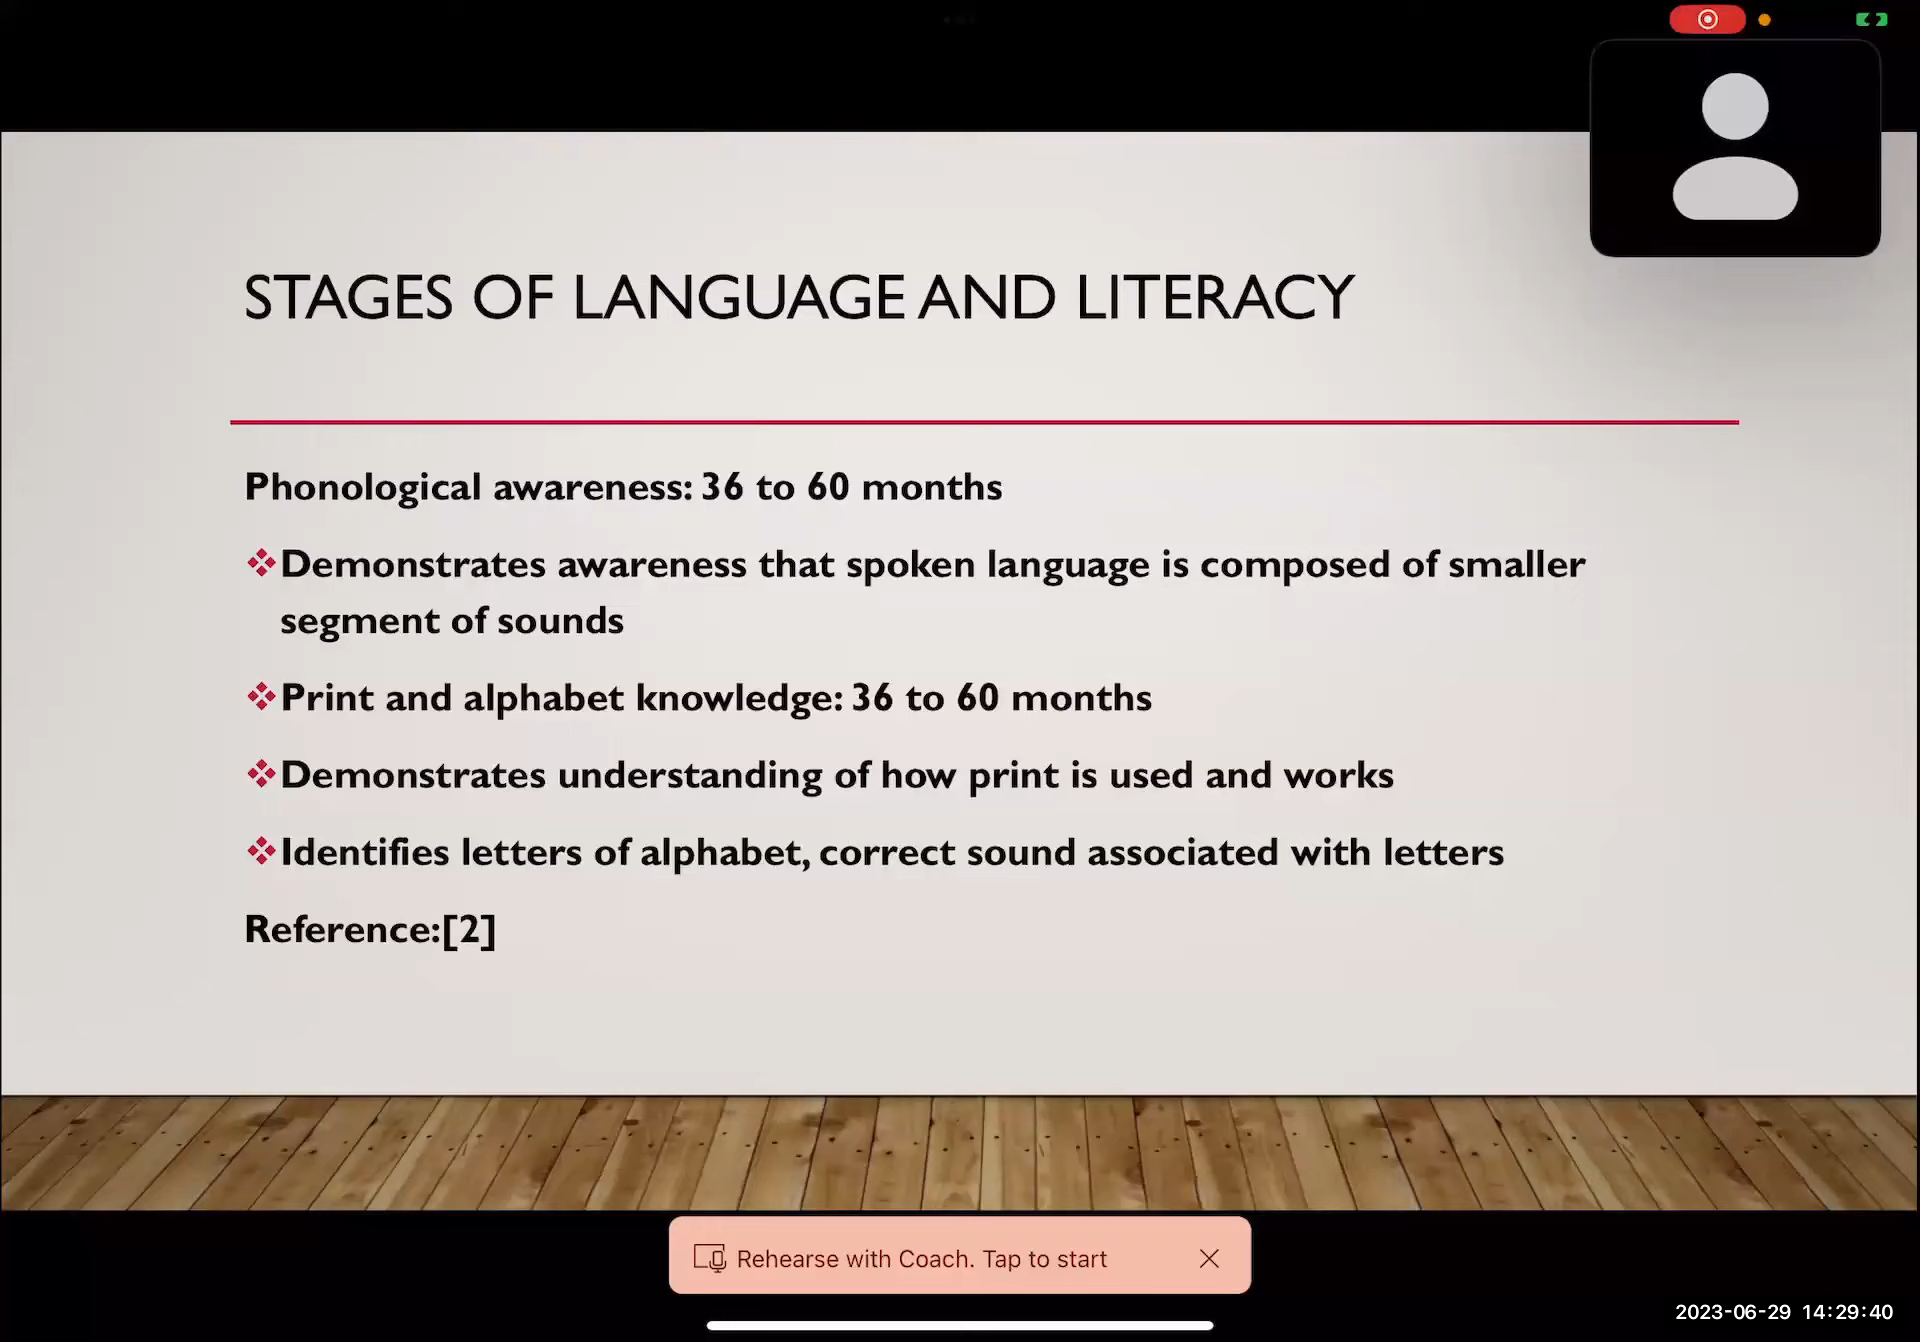 STAGES OF LANGUAGE AND LITERACY
Phonological awareness: 36 to 60 months
❖Demonstrates awareness that spoken language is composed of smaller
segment of sounds
❖Print and alphabet knowledge: 36 to 60 months
❖Demonstrates understanding of how print is used and works
❖Identifies letters of alphabet, correct sound associated with letters
Reference:[2]
Rehearse with Coach. Tap to start
2023-06-29 14:29:40